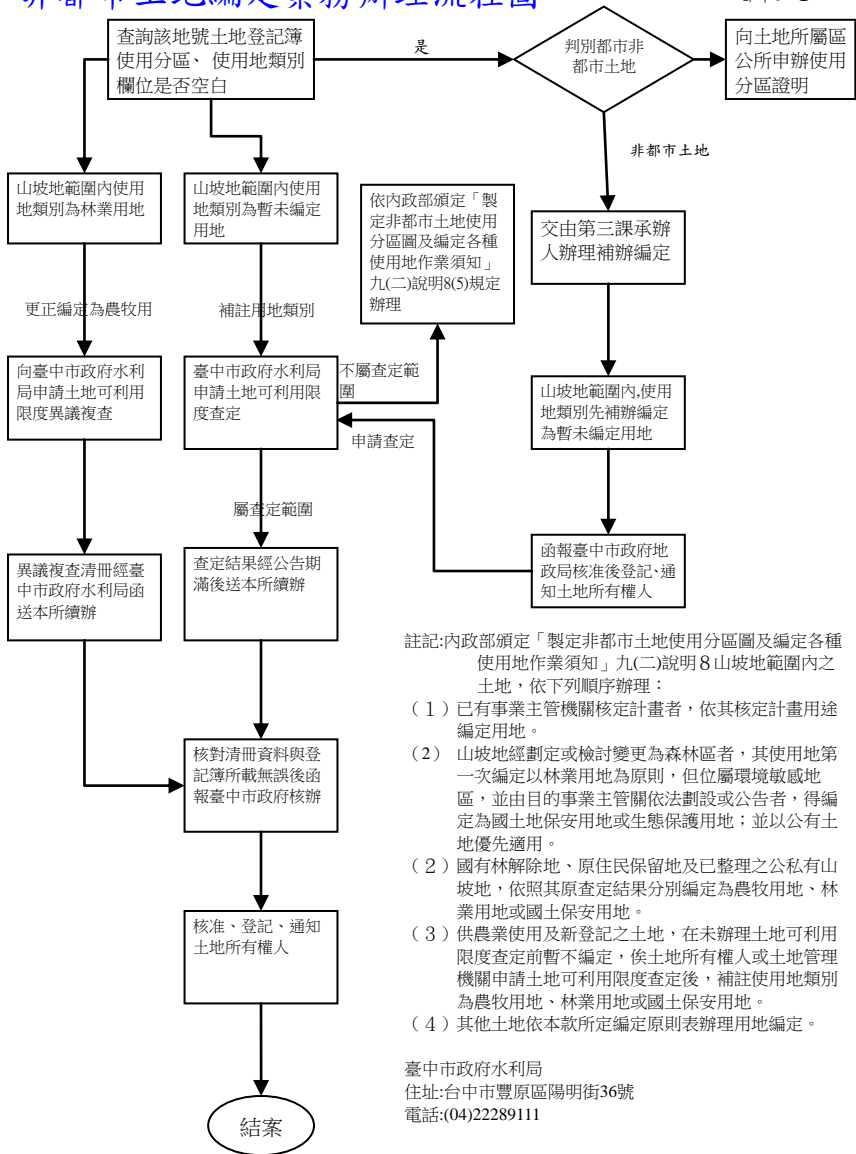 非都市土地編定業務辦理流程圖
查詢該地號土地登記簿
使用分區、 使用地類別
欄位是否空白
是
判別都市非
都市土地
向土地所屬區
公所申辦使用
分區證明
非都市土地
山坡地範圍內使用
地類別為林業用地
山坡地範圍內使用
地類別為暫未編定
用地
依內政部頒定「製
定非都市土地使用
分區圖及編定各種
使用地作業須知」
九(二)說明8(5)規定
辦理
交由第三課承辦
人辦理補辦編定
更正編定為農牧用
補註用地類別
向臺中市政府水利
局申請土地可利用
限度異議複查
臺中市政府水利局
申請土地可利用限
度查定
不屬查定範
圍
山坡地範圍內,使用
地類別先補辦編定
為暫未編定用地
申請查定
屬查定範圍
異議複查清冊經臺
中市政府水利局函
送本所續辦
查定結果經公告期
滿後送本所續辦
函報臺中市政府地
政局核准後登記、通
知土地所有權人
核對清冊資料與登
記簿所載無誤後函
報臺中市政府核辦
核准、登記、通知
土地所有權人
結案
註記:內政部頒定「製定非都市土地使用分區圖及編定各種
使用地作業須知」九(二)說明８山坡地範圍內之
土地，依下列順序辦理：
（１）已有事業主管機關核定計畫者，依其核定計畫用途
編定用地。
（2） 山坡地經劃定或檢討變更為森林區者，其使用地第
一次編定以林業用地為原則，但位屬環境敏感地
區，並由目的事業主管關依法劃設或公告者，得編
定為國土地保安用地或生態保護用地；並以公有土
地優先適用。
（２）國有林解除地、原住民保留地及已整理之公私有山
坡地，依照其原查定結果分別編定為農牧用地、林
業用地或國土保安用地。
（３）供農業使用及新登記之土地，在未辦理土地可利用
限度查定前暫不編定，俟土地所有權人或土地管理
機關申請土地可利用限度查定後，補註使用地類別
為農牧用地、林業用地或國土保安用地。
（４）其他土地依本款所定編定原則表辦理用地編定。
臺中市政府水利局
住址:台中市豐原區陽明街36號
電話:(04)22289111